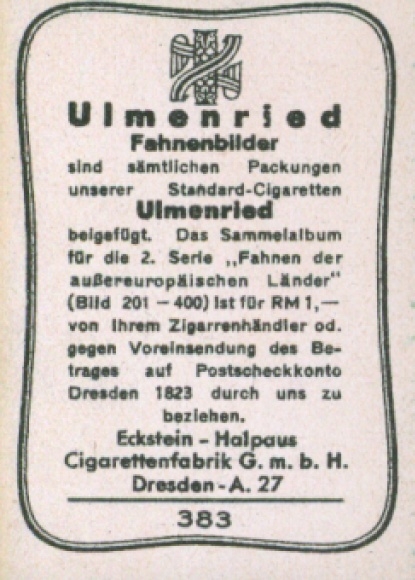 Ulmenried
Fahnenbilder
sind sämtlichen Packungen
unserer Standard-Cigaretten
Ulmenried
beigefügt. Das Sammelalbum
für die 2. Serie „Fahnen der
außereuropäischen Länder"
(Bild 201 – 400) ist für RM 1,—
von Ihrem Zigarrenhändler od.
gegen Voreinsendung des Be-
trages auf Postscheckkonto
Dresden 1823 durch uns zu
beziehen.
Eckstein - Halpaus
Cigarettenfabrik G. m. b. H.
Dresden - A. 27
383